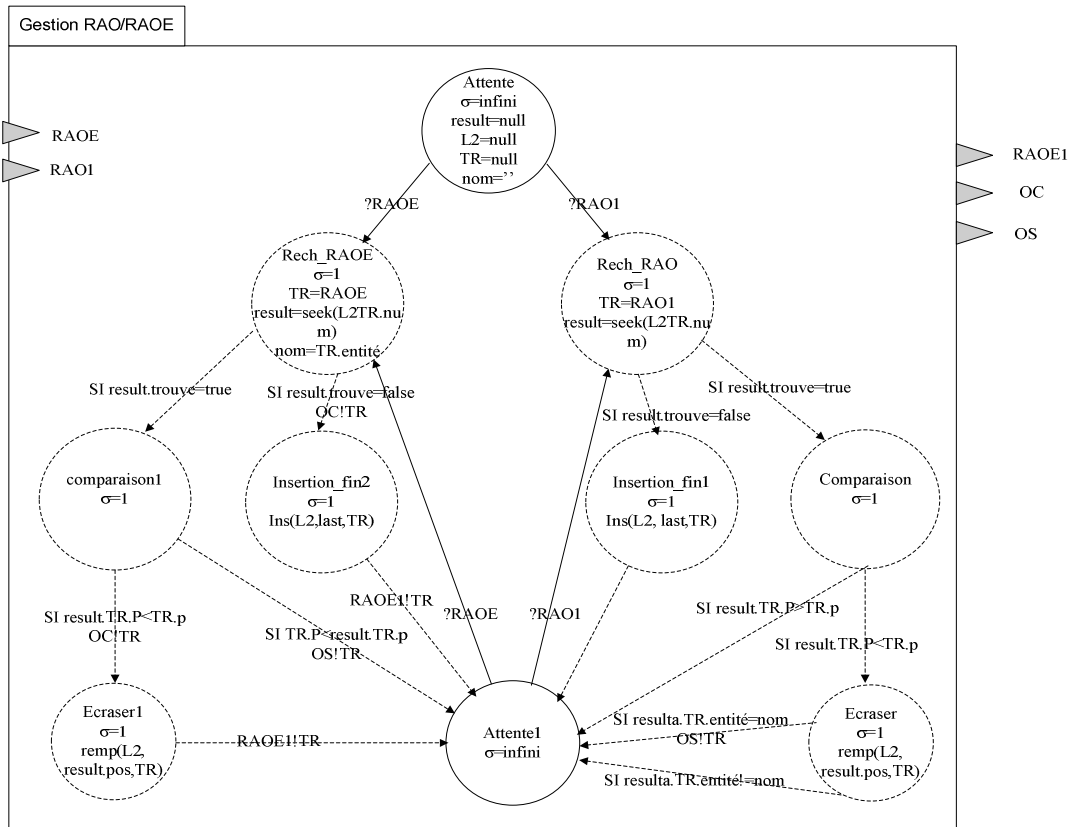 Gestion RAO/RAOE
RAOE
RAO1
RAOE1
OC
OS
Attente
σ=infini
result=null
L2=null
TR=null
nom=’’
?RAOE
?RAO1
Rech_RAOE
σ=1
TR=RAOE
result=seek(L2TR.nu
m)
nom=TR.entité
Rech_RAO
σ=1
TR=RAO1
result=seek(L2TR.nu
m)
SI result.trouve=true
SI result.trouve=false
OC!TR
SI result.trouve=false
SI result.trouve=true
comparaison1
σ=1
Insertion_fin2
σ=1
Ins(L2,last,TR)
Insertion_fin1
σ=1
Ins(L2, last,TR)
Comparaison
σ=1
SI result.TR.P<TR.p
OC!TR
SI TR.P<result.TR.p
OS!TR
RAOE1!TR
?RAOE
?RAO1
SI result.TR.P>TR.p
SI result.TR.P<TR.p
Ecraser1
σ=1
remp(L2,
result.pos,TR)
RAOE1!TR
Attente1
σ=infini
SI resulta.TR.entité=nom
OS!TR
SI resulta.TR.entité!=nom
Ecraser
σ=1
remp(L2,
result.pos,TR)